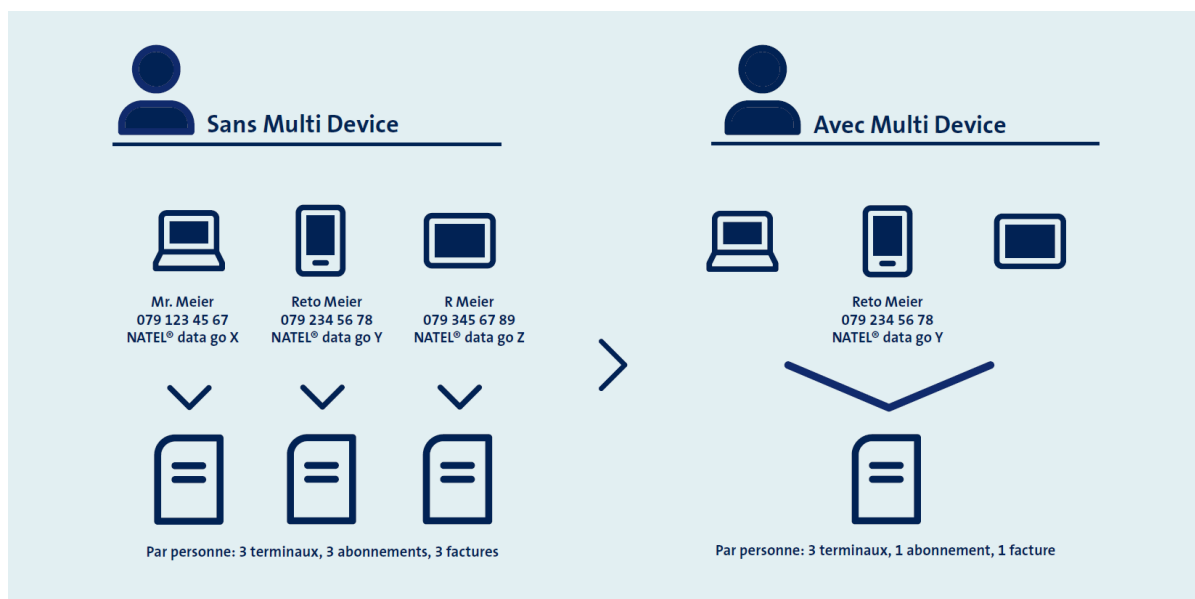 Sans Multi Device
Mr. Meier
079 123 45 67
NATEL® data go X
Reto Meier
079 234 56 78
NATEL® data go Y
R Meier
079 345 67 89
NATEL® data go Z
Par personne: 3 terminaux, 3 abonnements, 3 factures
Avec Multi Device
Reto Meier
079 234 56 78
NATEL® data go Y
Par personne: 3 terminaux, 1 abonnement, 1 facture